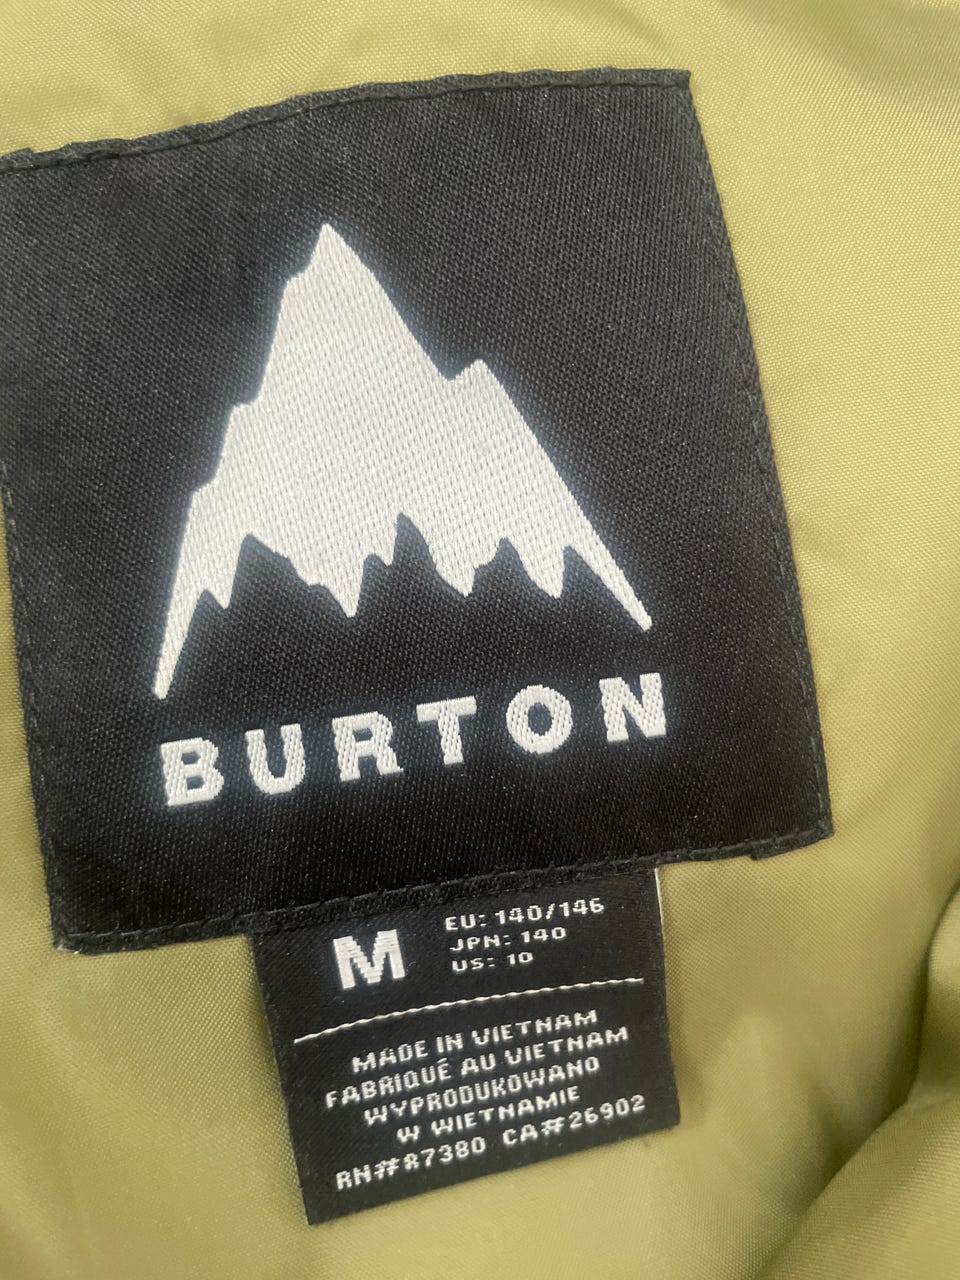 BURTON
M
EU: 140/146
JPN: 140
US: 10
MADE IN VIETNAM
FABRIQUÉ AU VIETNAM
WYPRODUKOWANO
W WIETNAMIE
RN#87380 CA#26902